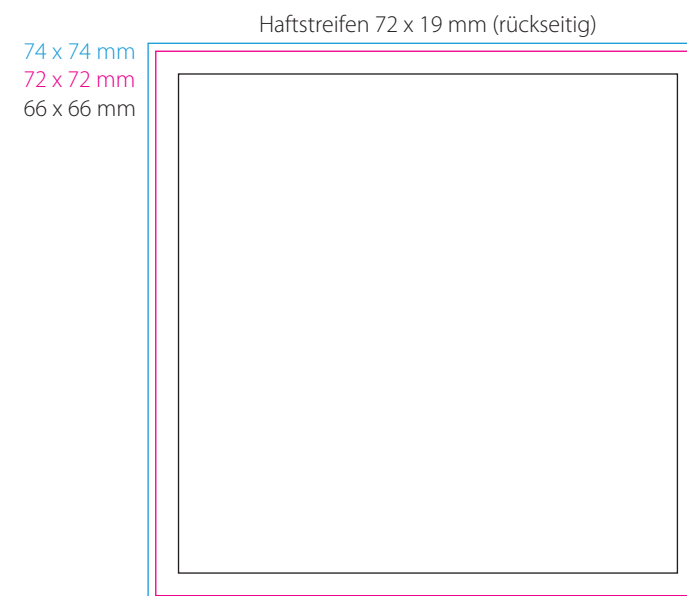 Haftstreifen 72 x 19 mm (rückseitig)
74 x 74 mm
72 x 72 mm
66 x 66 mm